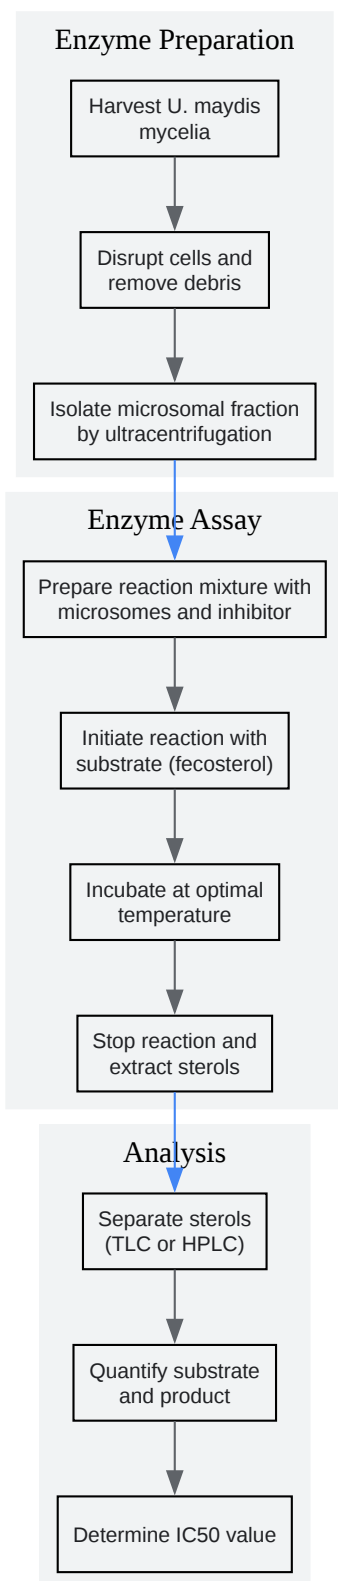 Enzyme Preparation
Harvest U. maydis
mycelia
Disrupt cells and
remove debris
Isolate microsomal fraction
by ultracentrifugation
Enzyme Assay
Prepare reaction mixture with
microsomes and inhibitor
Initiate reaction with
substrate (fecosterol)
Incubate at optimal
temperature
Stop reaction and
extract sterols
Analysis
Separate sterols
(TLC or HPLC)
Quantify substrate
and product
Determine IC50 value